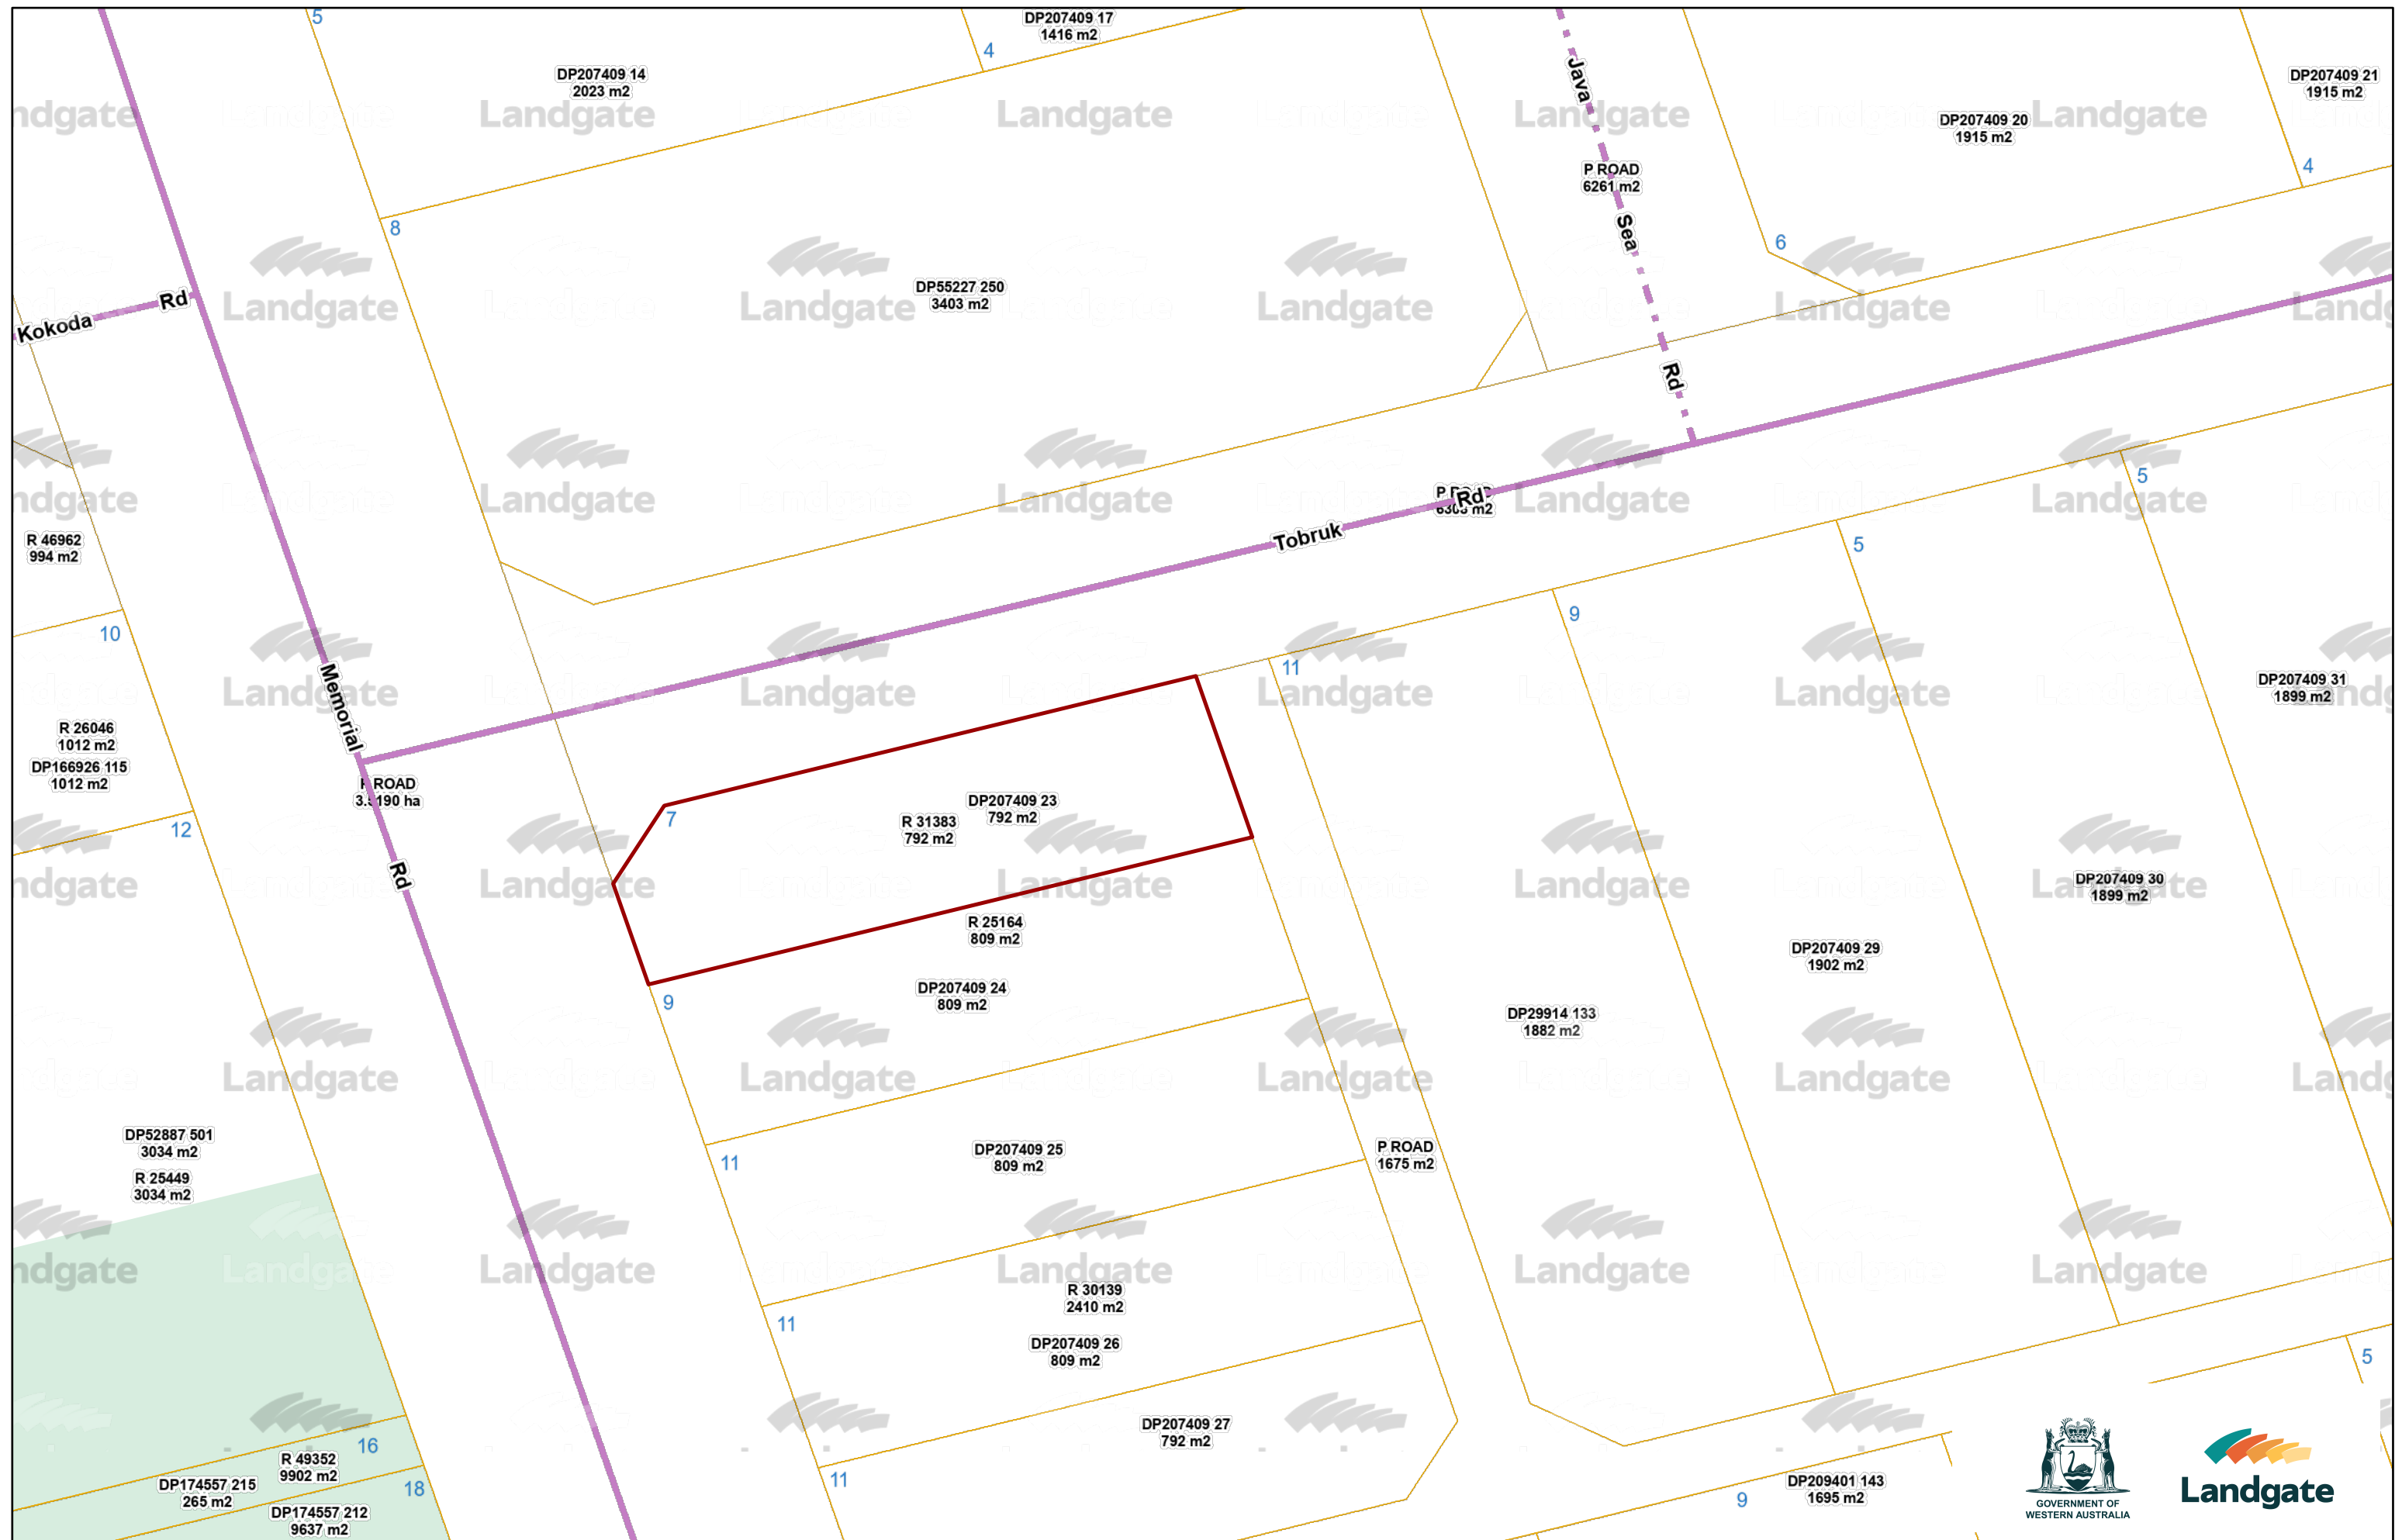 5
DP207409 17
1416 m2
4
DP207409 14
2023 m2
Java
Sea
Rd
P ROAD
6261 m2
DP207409 20
1915 m2
DP207409 21
1915 m2
4
6
8
DP55227 250
3403 m2
Kokoda
Rd
R 46962
994 m2
Tobruk
Rd
5
5
9
11
10
Memorial
Rd
R 26046
1012 m2
DP166926 115
1012 m2
12
7
DP207409 23
792 m2
R 31383
792 m2
DP207409 31
1899 m2
DP207409 30
1899 m2
DP207409 29
1902 m2
R 25164
809 m2
DP207409 24
809 m2
9
DP29914 133
1882 m2
DP52887 501
3034 m2
R 25449
3034 m2
11
DP207409 25
809 m2
P ROAD
1675 m2
R 30139
2410 m2
11
DP207409 26
809 m2
5
DP207409 27
792 m2
11
16
R 49352
9902 m2
DP174557 215
265 m2
18
DP174557 212
9637 m2
9
DP209401 143
1695 m2
GOVERNMENT OF
WESTERN AUSTRALIA
Landgate